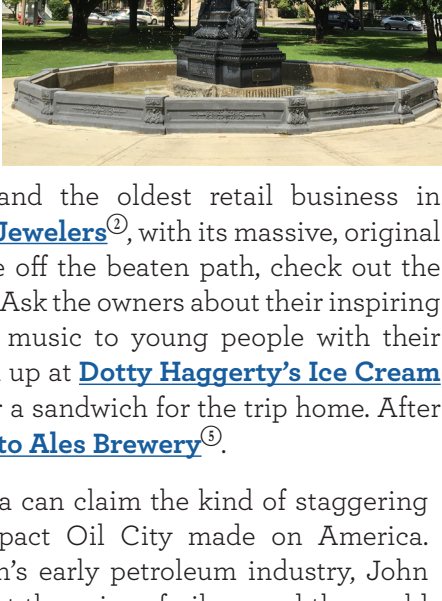 and the oldest retail business in
Jewelers②, with its massive, original
e off the beaten path, check out the
Ask the owners about their inspiring
music to young people with their
up at Dotty Haggerty's Ice Cream
r a sandwich for the trip home. After
to Ales Brewery⑤.
a can claim the kind of staggering
pact Oil City made on America.
n's early petroleum industry, John